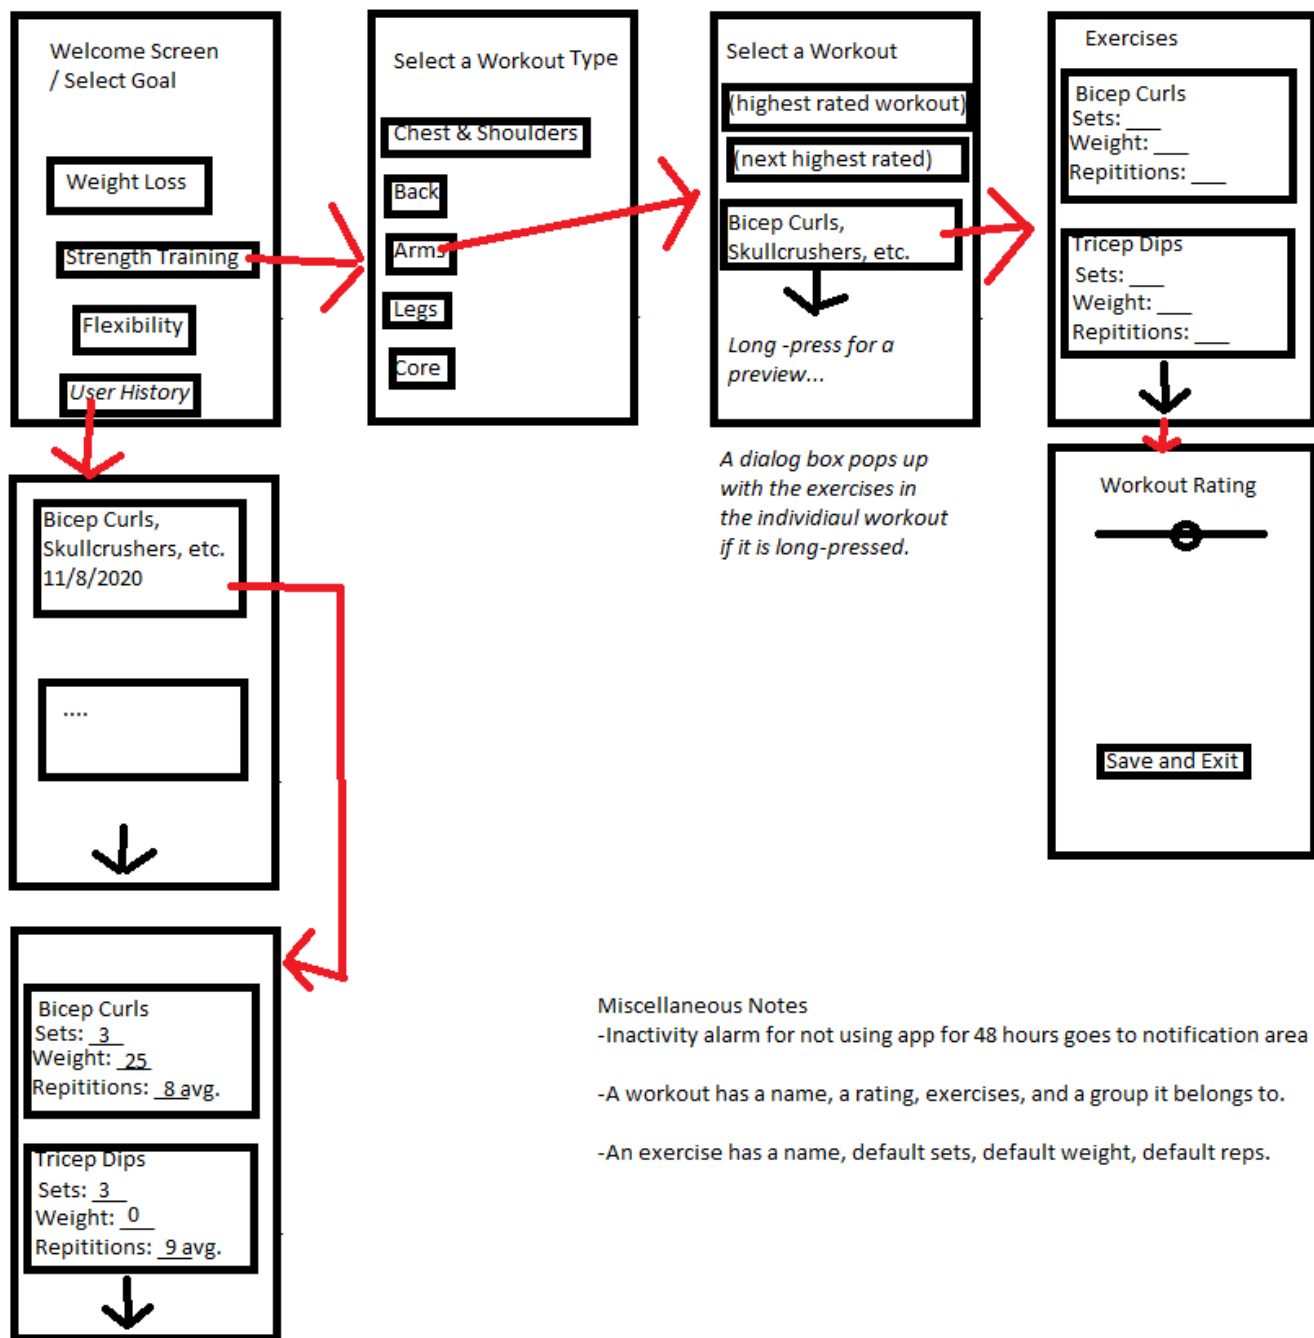 Welcome Screen
/ Select Goal
Weight Loss
Strength Training
Flexibility
User History
Select a Workout Type
Chest & Shoulders
Back
Arms
Legs
Core
Select a Workout
(highest rated workout)
(next highest rated)
Bicep Curls,
Skullcrushers, etc.
Long -press for a
preview...
A dialog box pops up
with the exercises in
the individiaul workout
if it is long-pressed.
Exercises
Bicep Curls
Sets: ___
Weight: ___
Repititions: ___
Tricep Dips
Sets: ___
Weight: ___
Repititions: ___
Workout Rating
Save and Exit
Bicep Curls,
Skullcrushers, etc.
11/8/2020
....
Bicep Curls
Sets: 3
Weight: 25
Repititions: 8 avg.
Tricep Dips
Sets: 3
Weight: 0
Repititions: 9 avg.
Miscellaneous Notes
-Inactivity alarm for not using app for 48 hours goes to notification area
-A workout has a name, a rating, exercises, and a group it belongs to.
-An exercise has a name, default sets, default weight, default reps.